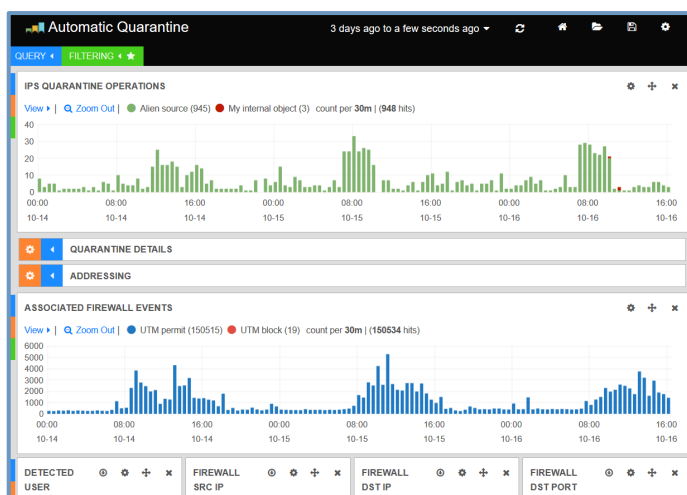 Automatic Quarantine
3 days ago to a few seconds ago
QUERY FILTERING
IPS QUARANTINE OPERATIONS
View | Zoom Out | Alien source (945) My internal object (3) count per 30m | (948 hits)
40
30
20
10
0
00:00 08:00 16:00 00:00 08:00 16:00 00:00 08:00 16:00
10-14 10-14 10-14 10-15 10-15 10-15 10-16 10-16 10-16
QUARANTINE DETAILS
ADDRESSING
ASSOCIATED FIREWALL EVENTS
View | Zoom Out | UTM permit (150515) UTM block (19) count per 30m | (150534 hits)
6000
5000
4000
3000
2000
1000
0
00:00 08:00 16:00 00:00 08:00 16:00 00:00 08:00 16:00
10-14 10-14 10-14 10-15 10-15 10-15 10-16 10-16 10-16
DETECTED USER
FIREWALL SRC IP
FIREWALL DST IP
FIREWALL DST PORT